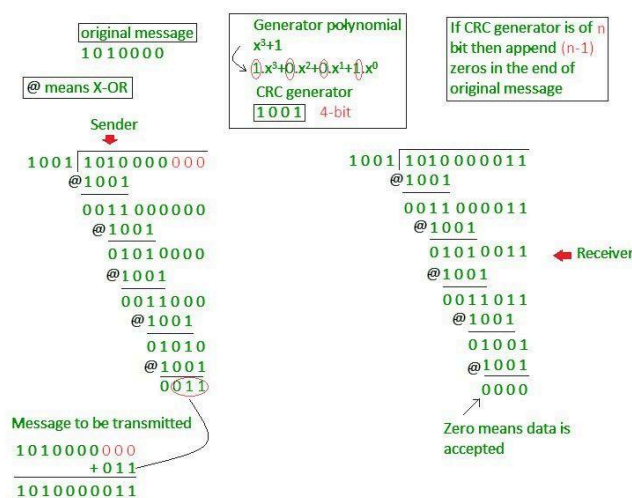 original message
1010000
@ means X-OR
Generator polynomial
x³+1
1.x³+0.x²+0.x¹+1.x⁰
CRC generator
1001 4-bit
If CRC generator is of n
bit then append (n-1)
zeros in the end of
original message
Sender
1001 1010000000
@1001
0011000000
@1001
01010000
@1001
0011000
@1001
01010
@1001
0011
Message to be transmitted
1010000000
+011
1010000011
1001 1010000011
@1001
0011000011
@1001
01010011
@1001
0011011
@1001
01001
@1001
0000
Receiver
Zero means data is
accepted